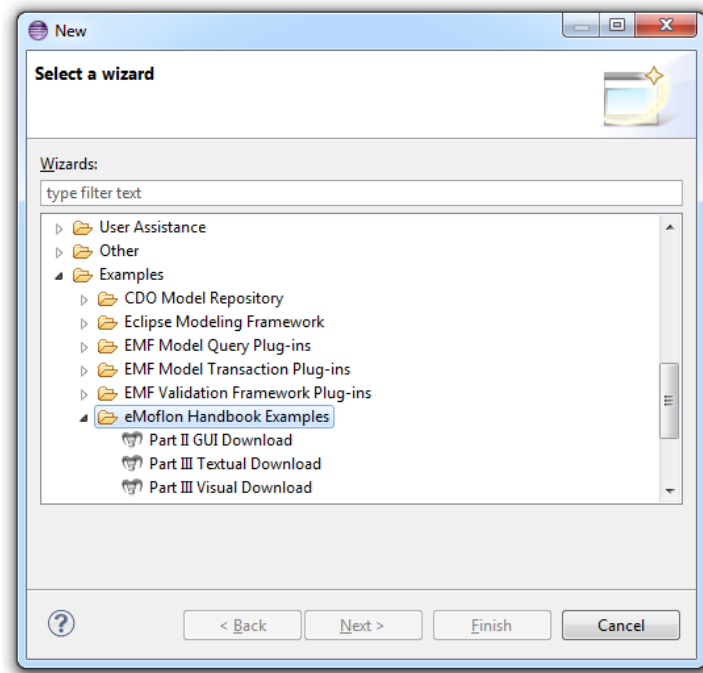 New
Select a wizard
Wizards:
type filter text
User Assistance
Other
Examples
CDO Model Repository
Eclipse Modeling Framework
EMF Model Query Plug-ins
EMF Model Transaction Plug-ins
EMF Validation Framework Plug-ins
eMoflon Handbook Examples
Part II GUI Download
Part III Textual Download
Part III Visual Download
? < Back Next > Finish Cancel